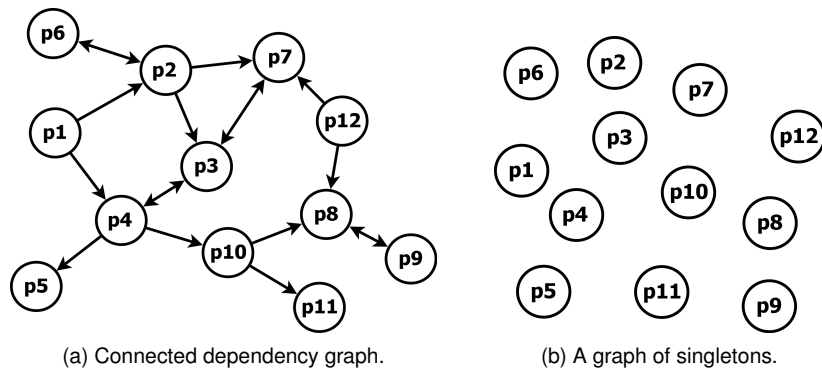 p6
p2
p7
p1
p12
p3
p4
p8
p10
p9
p5
p11
(a) Connected dependency graph.
p6
p2
p7
p3
p12
p1
p10
p4
p8
p5
p11
p9
(b) A graph of singletons.